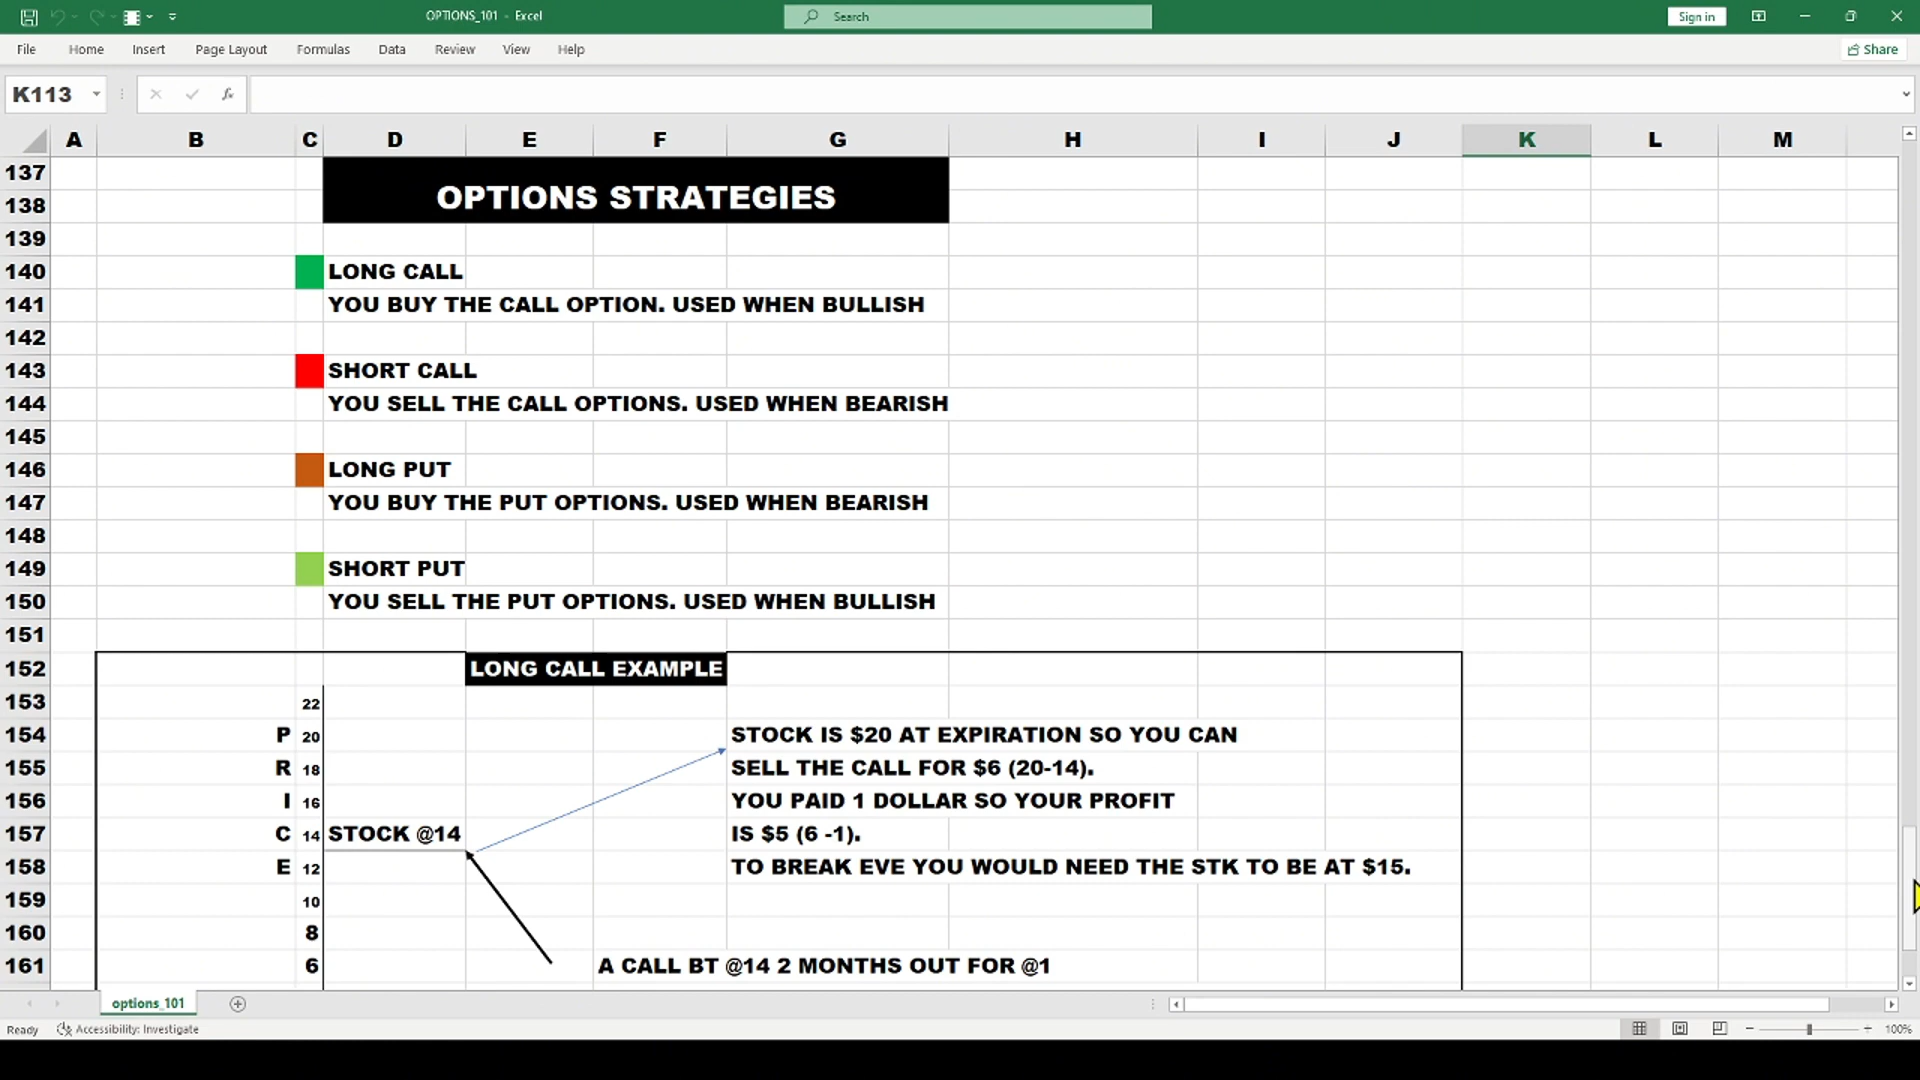 OPTIONS_101 - Excel
Search
Sign in
File Home Insert Page Layout Formulas Data Review View Help
Share
K113
fx
A B C D E F G H I J K L M
137
OPTIONS STRATEGIES
138
139
140 LONG CALL
141 YOU BUY THE CALL OPTION. USED WHEN BULLISH
142
143 SHORT CALL
144 YOU SELL THE CALL OPTIONS. USED WHEN BEARISH
145
146 LONG PUT
147 YOU BUY THE PUT OPTIONS. USED WHEN BEARISH
148
149 SHORT PUT
150 YOU SELL THE PUT OPTIONS. USED WHEN BULLISH
151
152 LONG CALL EXAMPLE
153 22
154 P 20 STOCK IS $20 AT EXPIRATION SO YOU CAN
155 R 18 SELL THE CALL FOR $6 (20-14).
156 I 16 YOU PAID 1 DOLLAR SO YOUR PROFIT
157 C 14 STOCK @14 IS $5 (6 -1).
158 E 12 TO BREAK EVE YOU WOULD NEED THE STK TO BE AT $15.
159 10
160 8
161 6 A CALL BT @14 2 MONTHS OUT FOR @1
options_101
Ready Accessibility: Investigate
100%